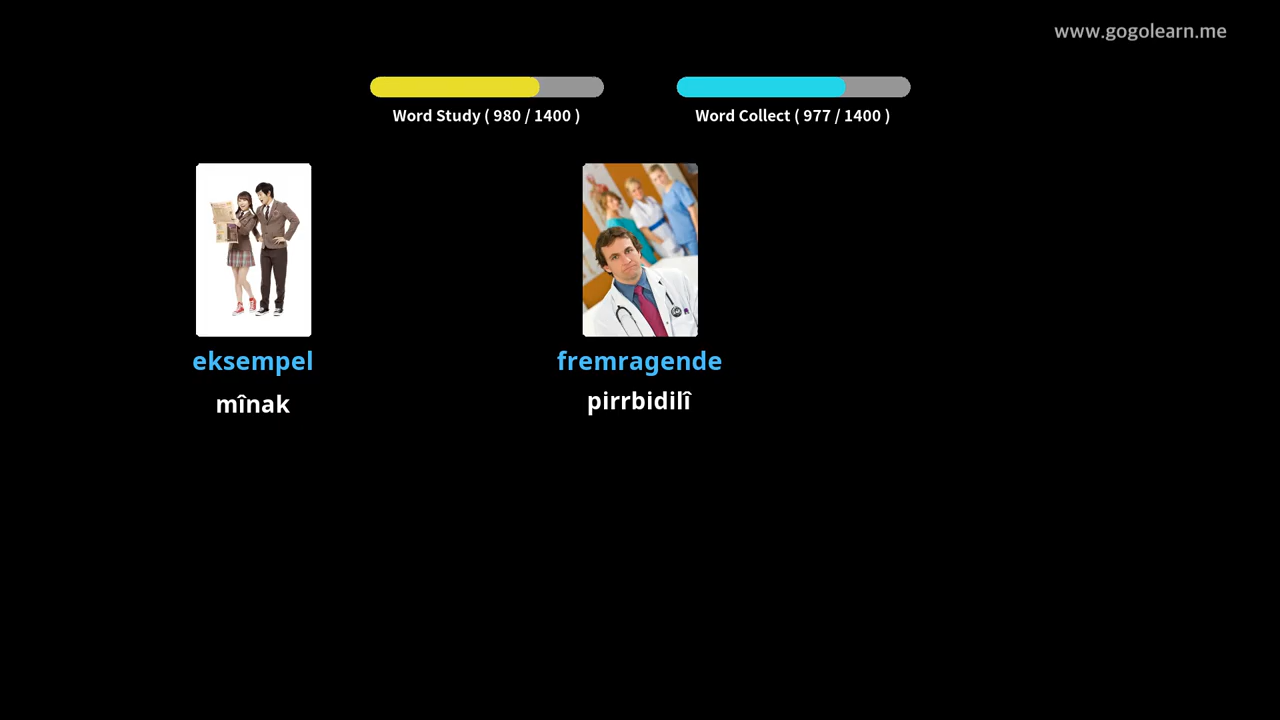 www.gogolearn.me
Word Study ( 980 / 1400 )
Word Collect ( 977 / 1400 )
eksempel
mînak
fremragende
pirrbidilî